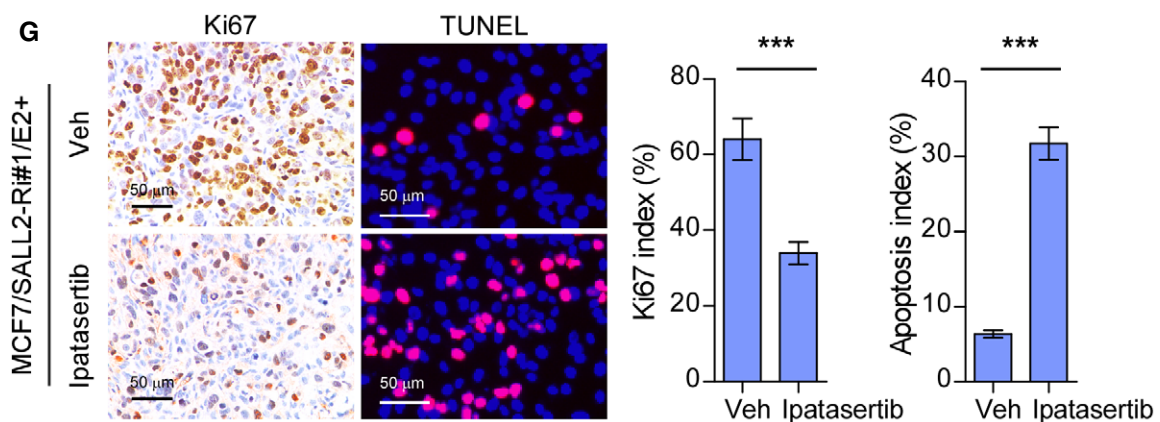 G
Ki67 TUNEL
MCF7/SALL2-Ri#1/E2+
Veh
50 μm 50 μm
Ipatasertib
50 μm 50 μm
***
Ki67 index (%)
80
60
40
20
0
Veh Ipatasertib
***
Apoptosis index (%)
40
30
20
10
0
Veh Ipatasertib